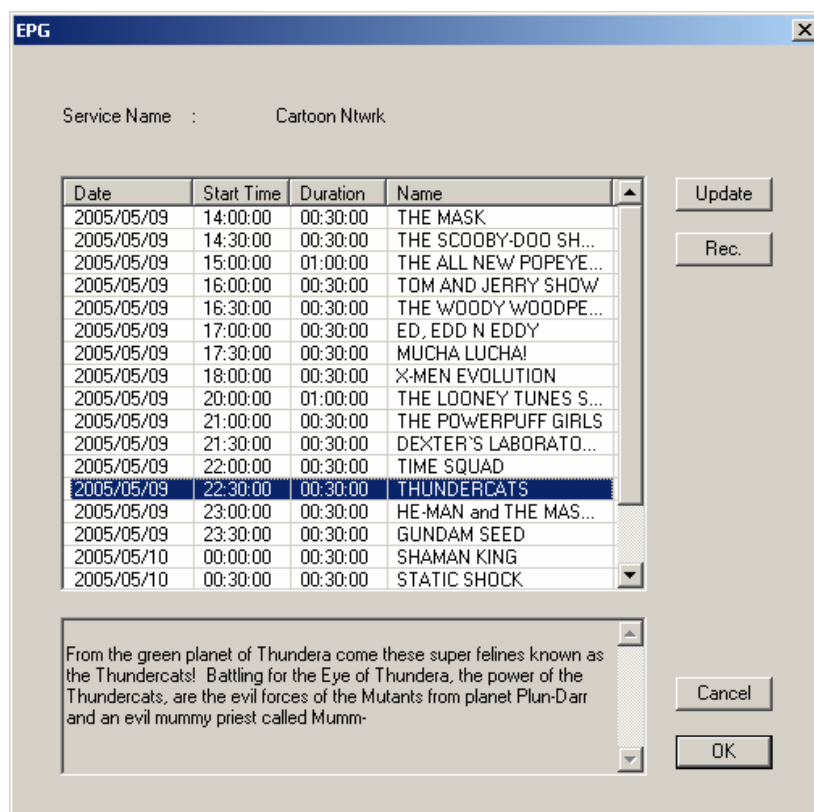 EPG
Service Name : Cartoon Ntwrk
Date Start Time Duration Name
2005/05/09 14:00:00 00:30:00 THE MASK
2005/05/09 14:30:00 00:30:00 THE SCOOBY-DOO SH...
2005/05/09 15:00:00 01:00:00 THE ALL NEW POPEYE...
2005/05/09 16:00:00 00:30:00 TOM AND JERRY SHOW
2005/05/09 16:30:00 00:30:00 THE WOODY WOODPE...
2005/05/09 17:00:00 00:30:00 ED, EDD N EDDY
2005/05/09 17:30:00 00:30:00 MUCHA LUCHA!
2005/05/09 18:00:00 00:30:00 X-MEN EVOLUTION
2005/05/09 20:00:00 01:00:00 THE LOONEY TUNES S...
2005/05/09 21:00:00 00:30:00 THE POWERPUFF GIRLS
2005/05/09 21:30:00 00:30:00 DEXTER`S LABORATO...
2005/05/09 22:00:00 00:30:00 TIME SQUAD
2005/05/09 22:30:00 00:30:00 THUNDERCATS
2005/05/09 23:00:00 00:30:00 HE-MAN and THE MAS...
2005/05/09 23:30:00 00:30:00 GUNDAM SEED
2005/05/10 00:00:00 00:30:00 SHAMAN KING
2005/05/10 00:30:00 00:30:00 STATIC SHOCK
Update
Rec.
From the green planet of Thundera come these super felines known as
the Thundercats! Battling for the Eye of Thundera, the power of the
Thundercats, are the evil forces of the Mutants from planet Plun-Darr
and an evil mummy priest called Mumm-
Cancel
OK